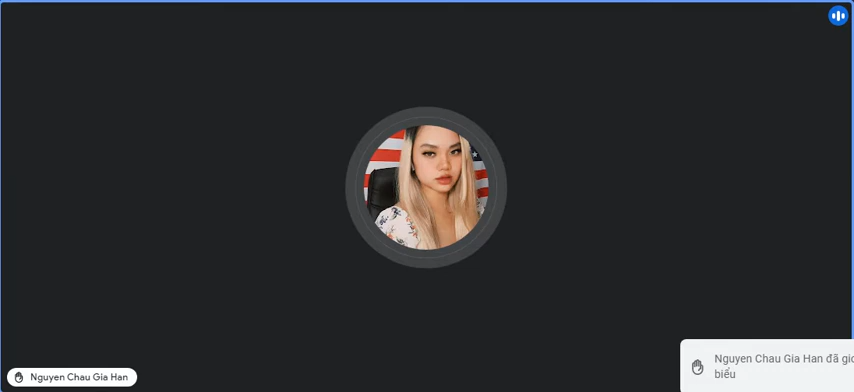 Nguyen Chau Gia Han
Nguyen Chau Gia Han đã
biểu